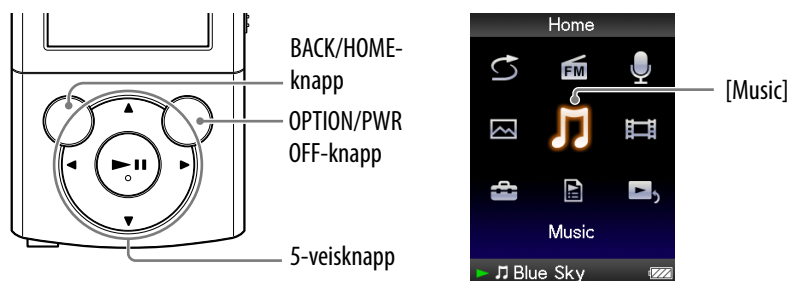 BACK/HOME-
knapp
OPTION/PWR
OFF-knapp
5-veisknapp
Home
FM
[Music]
Music
Blue Sky